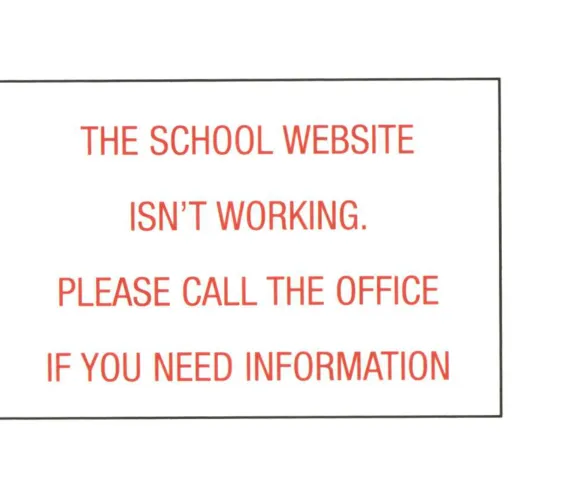 THE SCHOOL WEBSITE
ISN'T WORKING.
PLEASE CALL THE OFFICE
IF YOU NEED INFORMATION